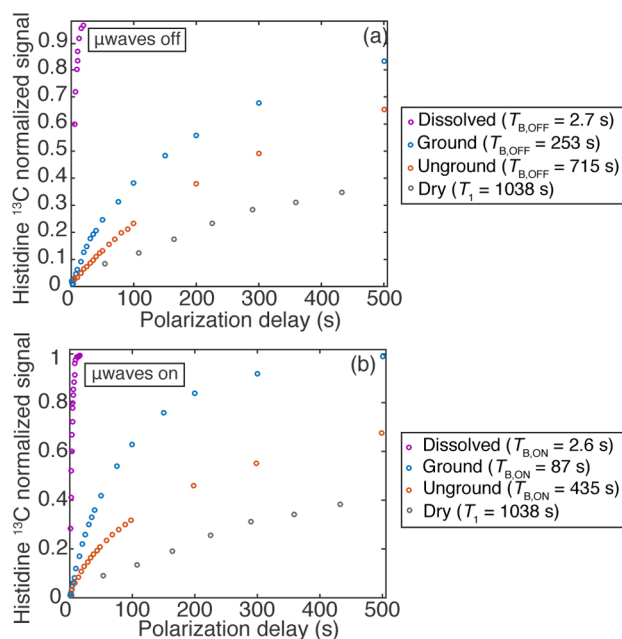 (a)
μwaves off
Histidine ¹³C normalized signal
0.9
0.8
0.7
0.6
0.5
0.4
0.3
0.2
0.1
0
0 100 200 300 400 500
Polarization delay (s)
Dissolved (T_B,OFF = 2.7 s)
Ground (T_B,OFF = 253 s)
Unground (T_B,OFF = 715 s)
Dry (T₁ = 1038 s)
(b)
μwaves on
Histidine ¹³C normalized signal
1
0.8
0.6
0.4
0.2
0
0 100 200 300 400 500
Polarization delay (s)
Dissolved (T_B,ON = 2.6 s)
Ground (T_B,ON = 87 s)
Unground (T_B,ON = 435 s)
Dry (T₁ = 1038 s)